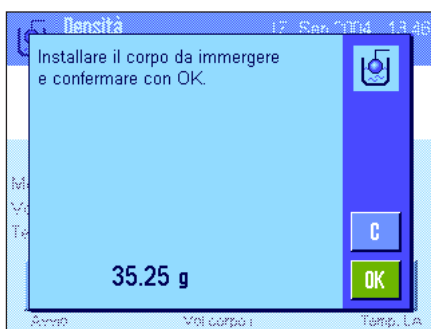 Densità
17. Sep 2004 13:46
Installare il corpo da immergere
e confermare con OK.
C
35.25 g
OK
Avvio
Vol corpo i